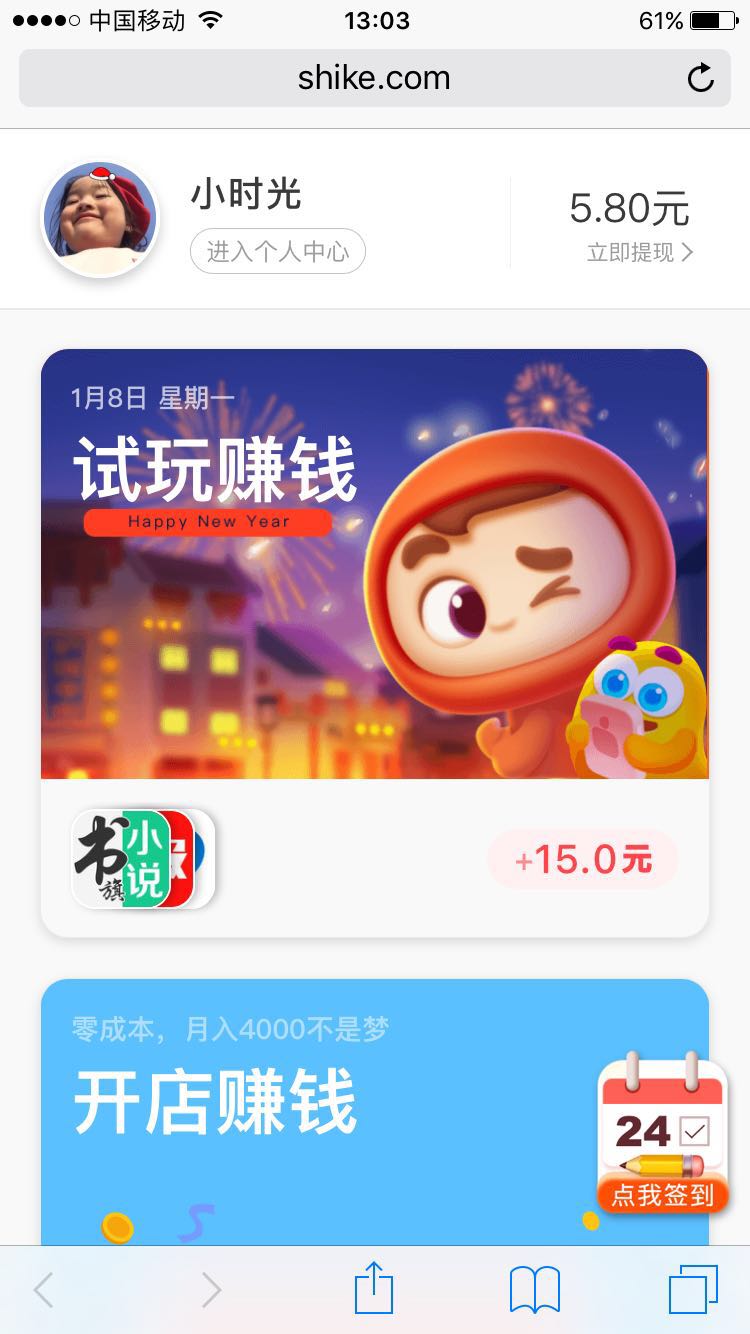 中国移动
13:03
61%
shike.com
小时光
进入个人中心
5.80元
立即提现
1月8日 星期一
试玩赚钱
Happy New Year
书旗
小说
+15.0元
零成本，月入4000不是梦
开店赚钱
24
点我签到